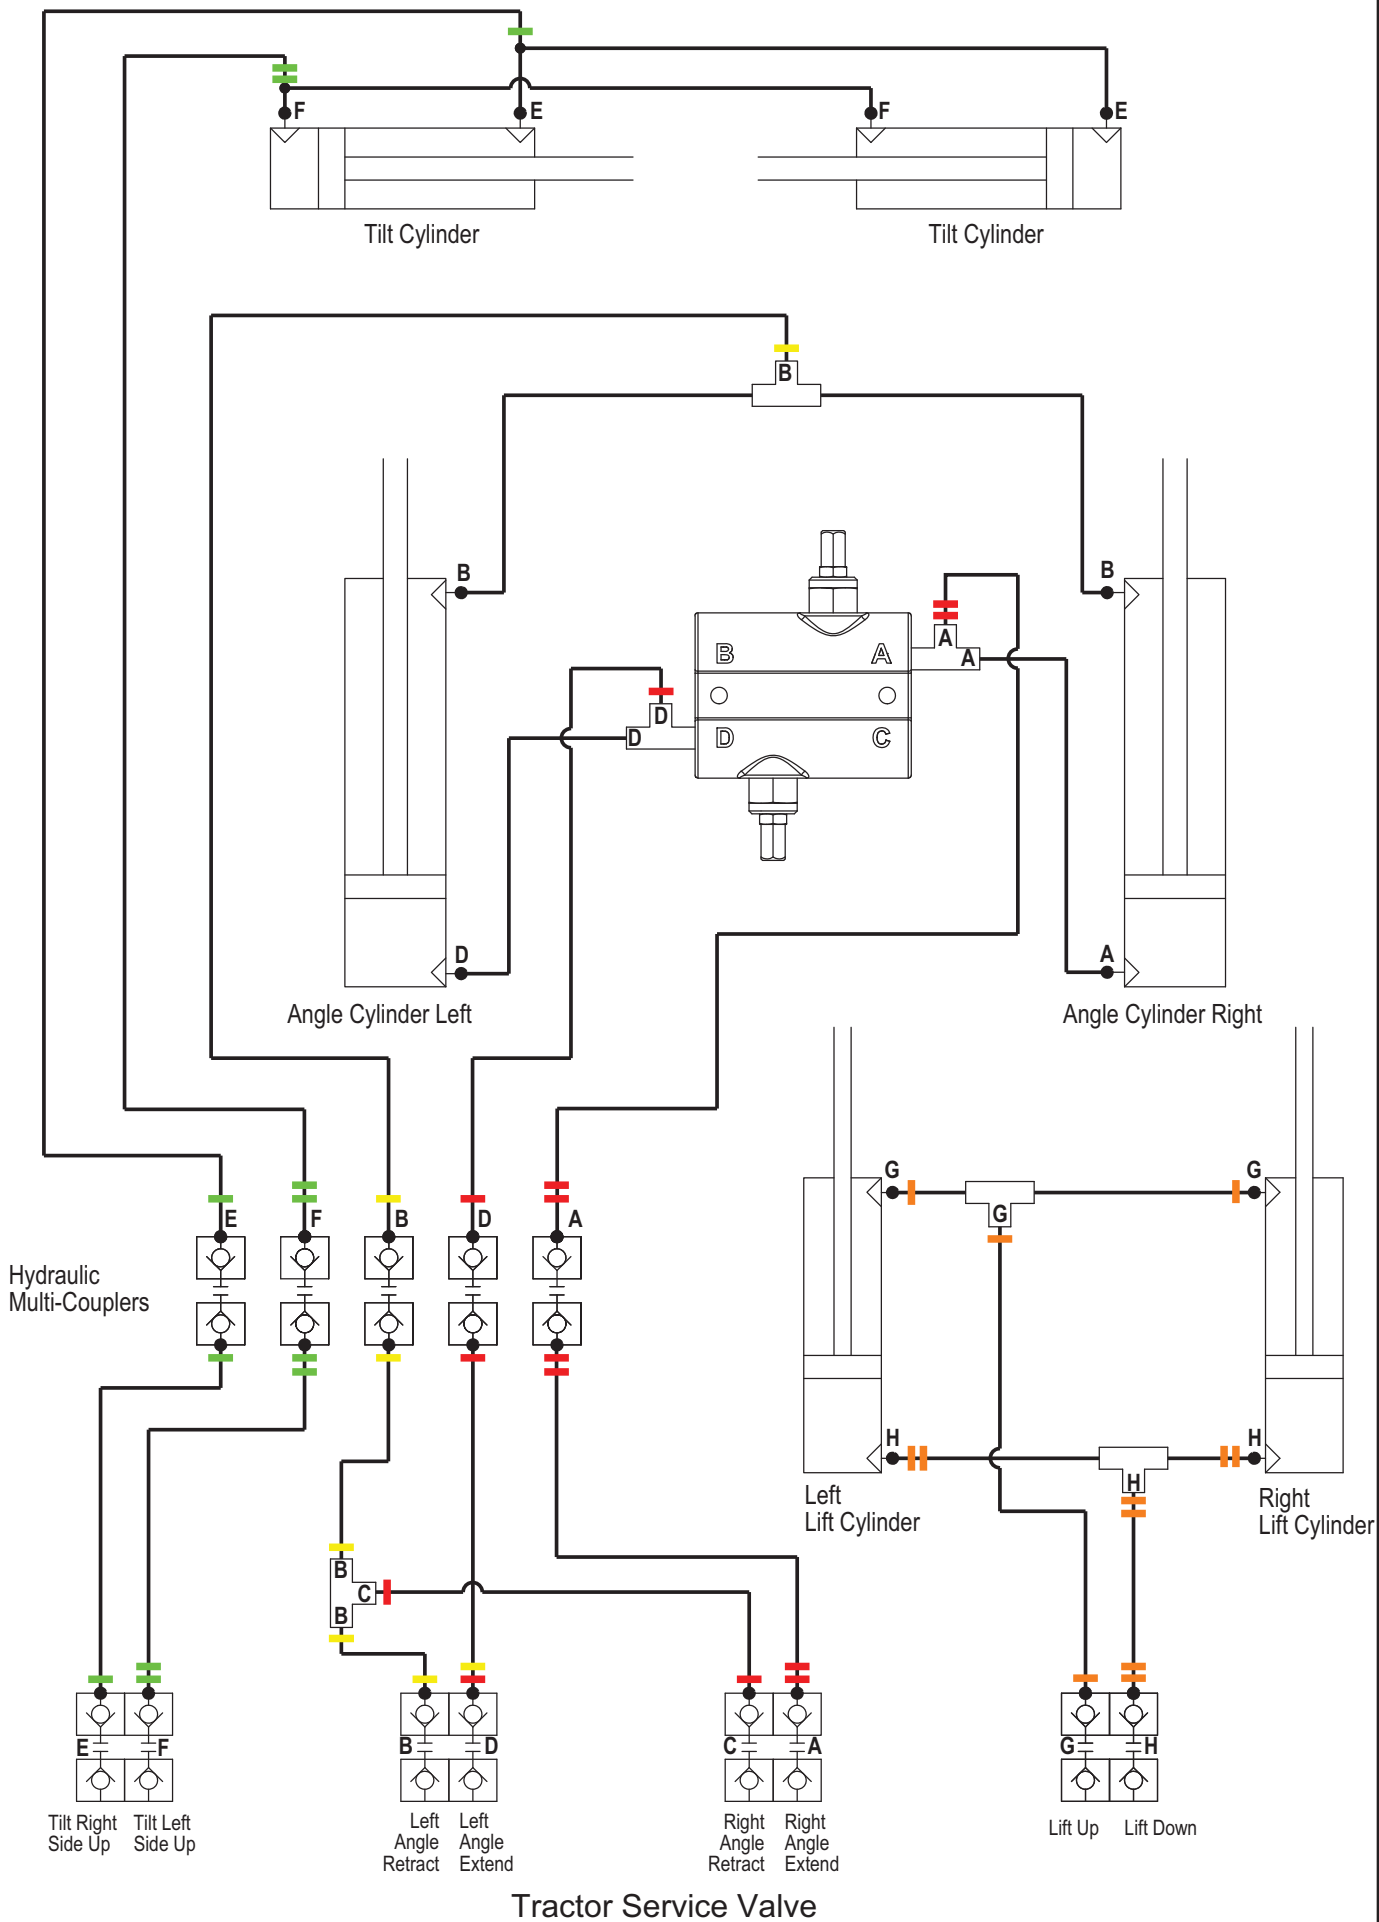 F
E
F
E
Tilt Cylinder
Tilt Cylinder
B
B
B
A
A
B
A
D
D
D
C
D
A
Angle Cylinder Left
Angle Cylinder Right
G
G
G
E
F
B
D
A
Hydraulic
Multi-Couplers
H
H
H
Left
Lift Cylinder
Right
Lift Cylinder
B
C
B
E
F
B
D
C
A
G
H
Tilt Right
Side Up
Tilt Left
Side Up
Left
Angle
Retract
Left
Angle
Extend
Right
Angle
Retract
Right
Angle
Extend
Lift Up
Lift Down
Tractor Service Valve